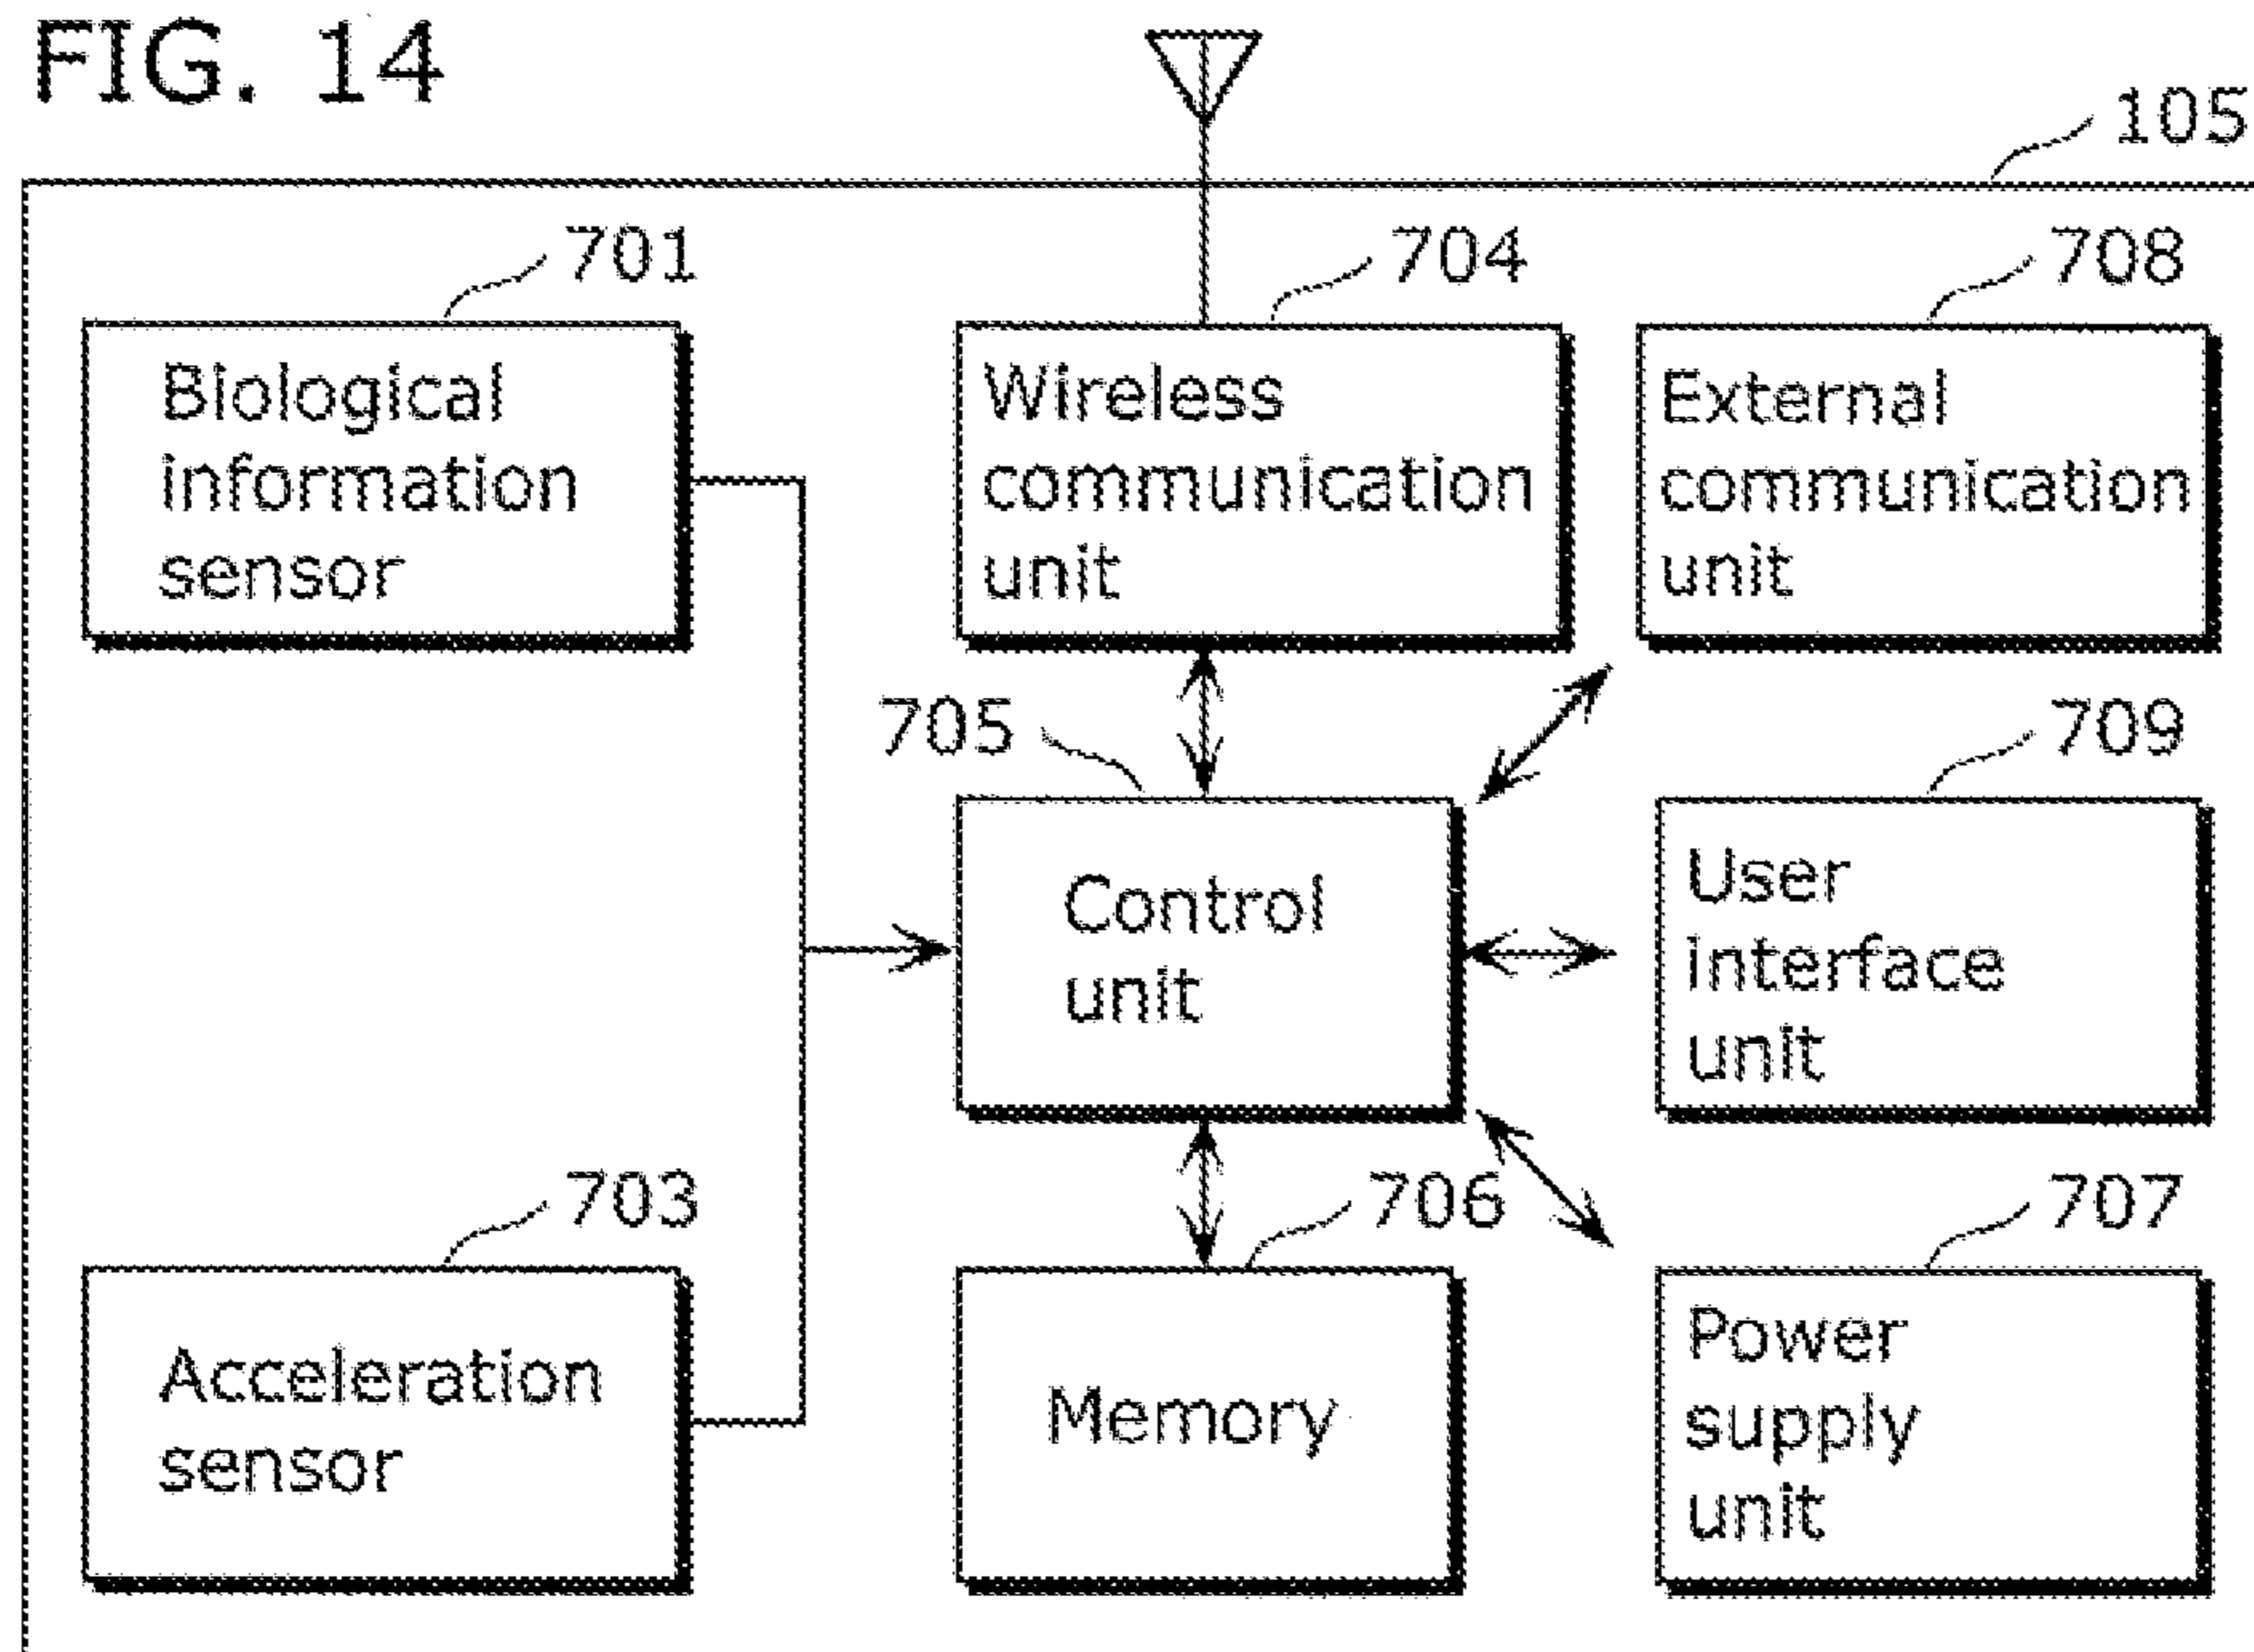 FIG. 14
105
701
704
708
Biological
information
sensor
Wireless
communication
unit
External
communication
unit
705
709
Control
unit
User
interface
unit
703
706
707
Acceleration
sensor
Memory
Power
supply
unit